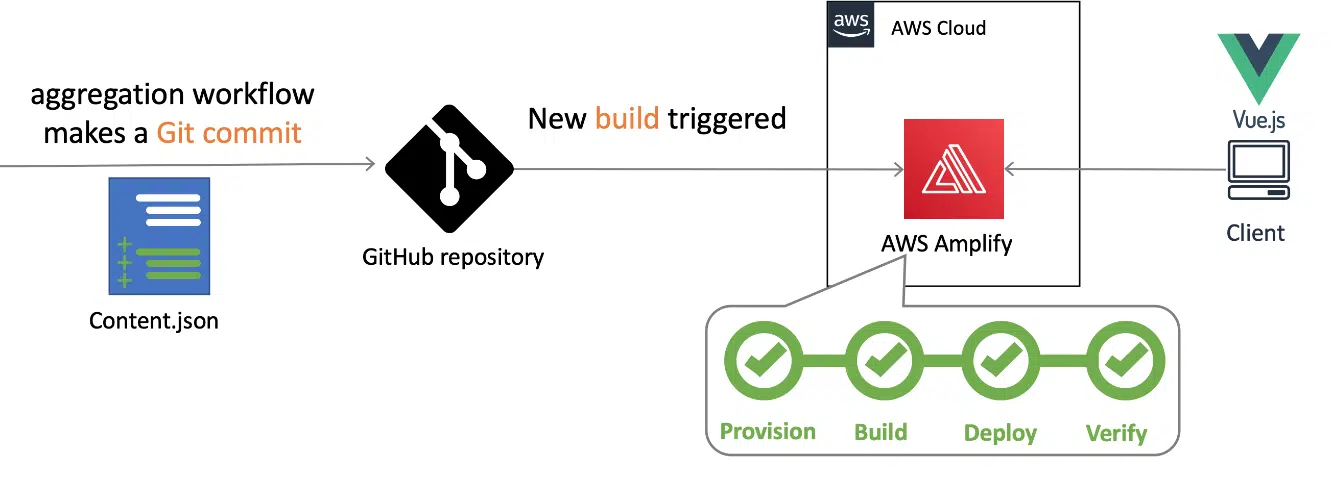 aggregation workflow
makes a Git commit
Content.json
GitHub repository
New build triggered
aws
AWS Cloud
AWS Amplify
Vue.js
Client
Provision
Build
Deploy
Verify